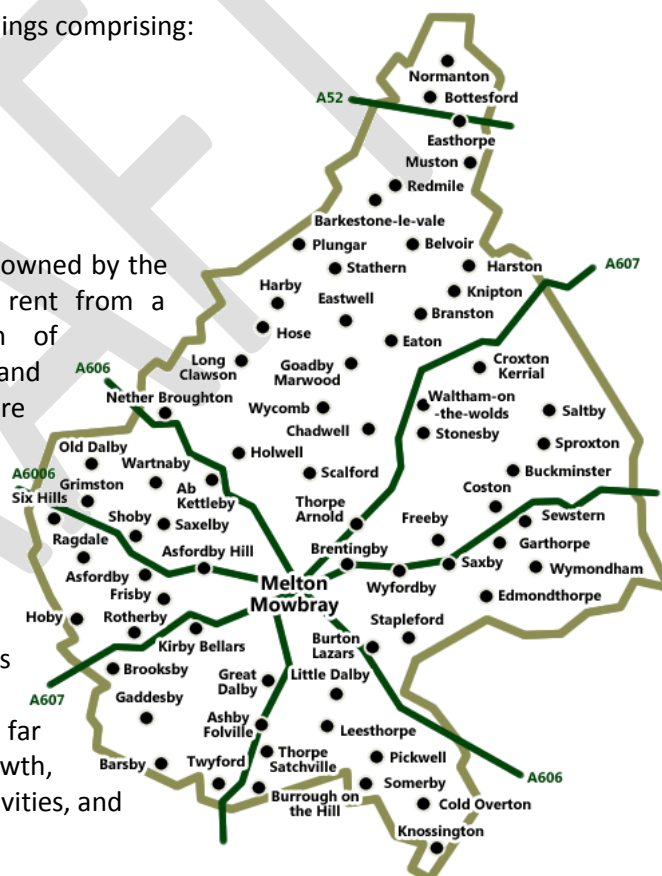 ings comprising:
owned by the
rent from a
n of
and
re
s
far
wth,
vities, and
Normanton
A52
Bottesford
Easthorpe
Muston
Redmile
Barkestone-le-vale
Plungar
Belvoir
A607
Stathern
Harston
Harby
Eastwell
Knipton
Hose
Branston
Eaton
Long
Clawson
Goadby
Marwood
Croxton
Kerrial
A606
Nether Broughton
Wycomb
Waltham-on
-the-wolds
Saltby
Chadwell
Stonesby
Sproxton
Old Dalby
Wartnaby
Holwell
Scalford
Buckminster
A6006
Six Hills
Grimston
Ab
Kettleby
Coston
Shoby
Saxelby
Thorpe
Arnold
Freeby
Sewstern
Ragdale
Asfordby Hill
Brentingby
Saxby
Garthorpe
Asfordby
Melton
Mowbray
Wyfordby
Wymondham
Frisby
Edmondthorpe
Hoby
Rotherby
Kirby Bellars
Burton
Lazars
Stapleford
Brooksby
Great
Dalby
Little Dalby
A607
Gaddesby
Ashby
Folville
Leesthorpe
Barsby
Twyford
Thorpe
Satchville
Pickwell
A606
Burrough on
the Hill
Somerby
Cold Overton
Knossington